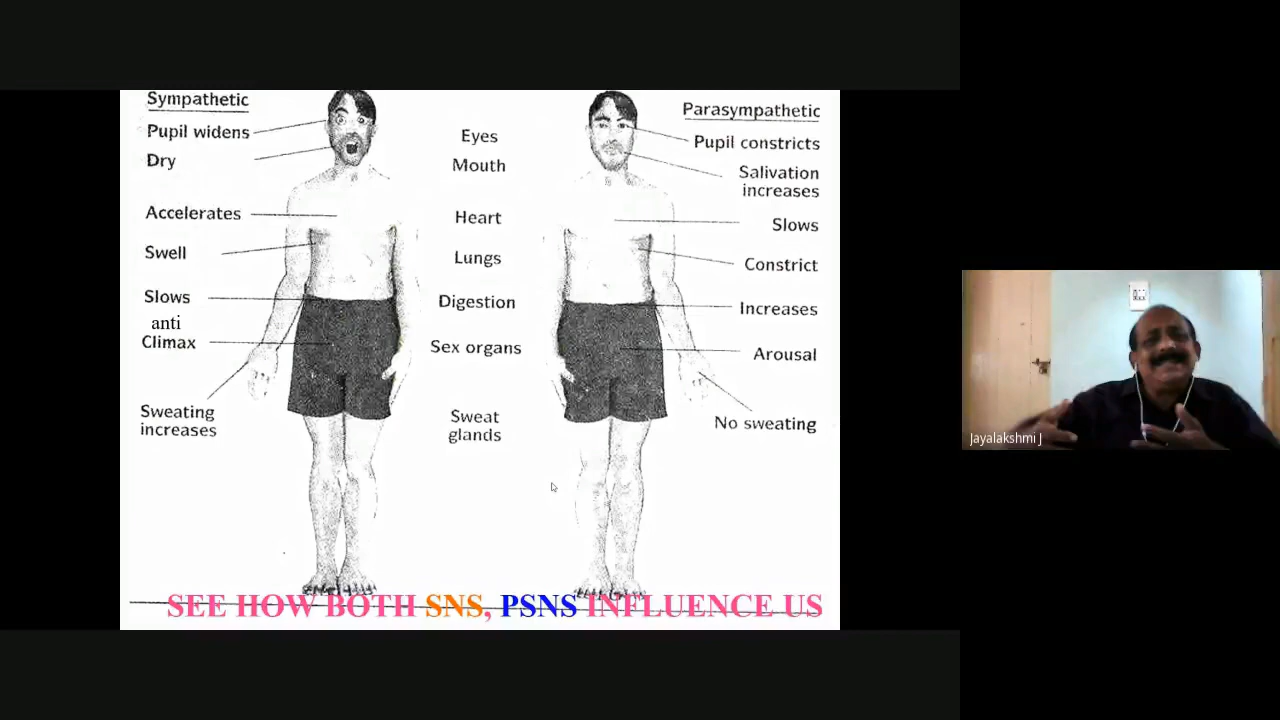 Sympathetic
Pupil widens
Dry
Accelerates
Swell
Slows
anti
Climax
Sweating
increases
Eyes
Mouth
Heart
Lungs
Digestion
Sex organs
Sweat
glands
Parasympathetic
Pupil constricts
Salivation
increases
Slows
Constrict
Increases
Arousal
No sweating
SEE HOW BOTH SNS, PSNS INFLUENCE US
Jayalakshmi J